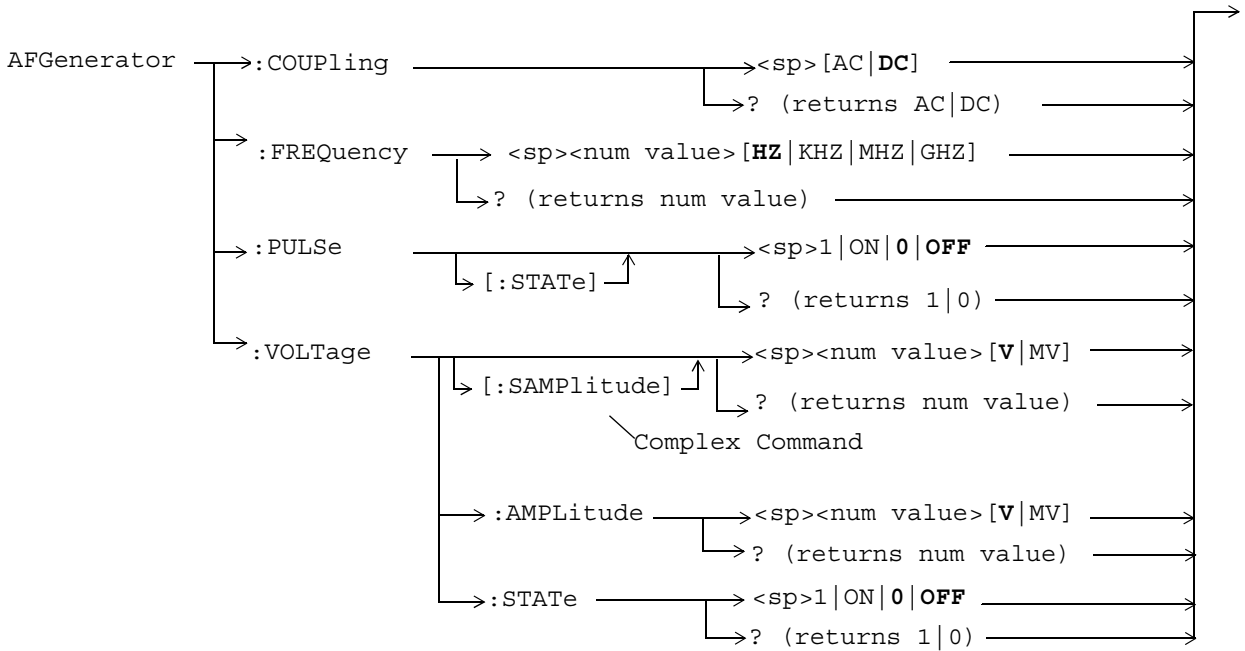 AFGenerator :COUPling <sp>[AC|DC]
? (returns AC|DC)
:FREQuency <sp><num value>[HZ|KHZ|MHZ|GHZ]
? (returns num value)
:PULSe <sp>1|ON|0|OFF
[:STATe]
? (returns 1|0)
:VOLTage <sp><num value>[V|MV]
[:SAMPlitude]
? (returns num value)
Complex Command
:AMPLitude <sp><num value>[V|MV]
? (returns num value)
:STATe <sp>1|ON|0|OFF
? (returns 1|0)